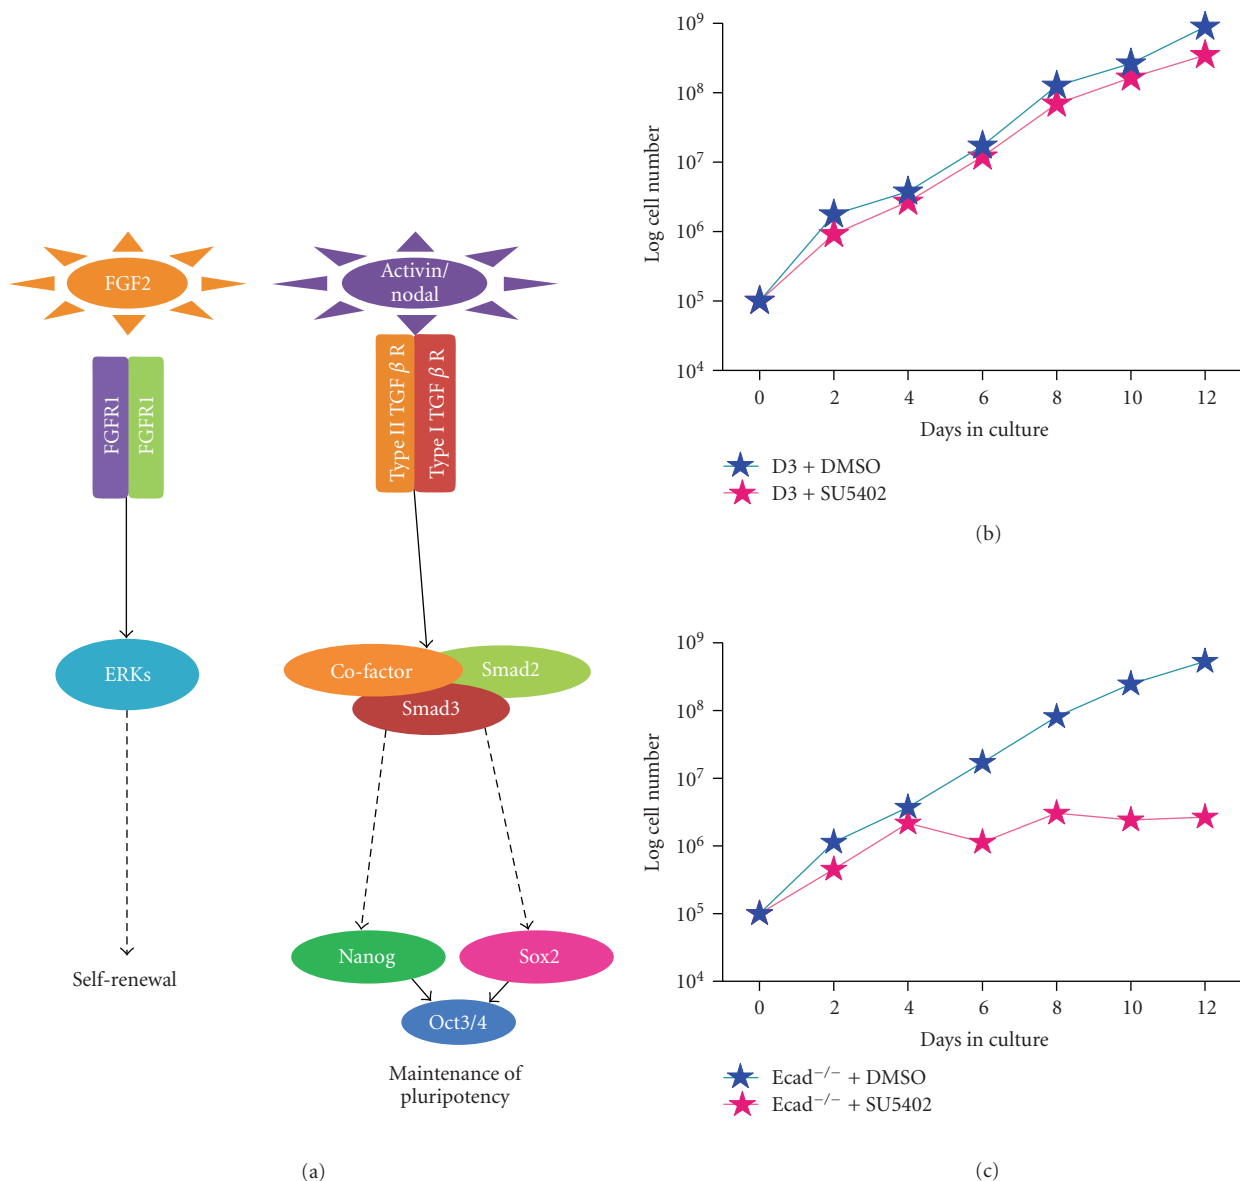 FGF2
Activin/
nodal
FGFR1
FGFR1
Type II TGF β R
Type I TGF β R
ERKs
Co-factor
Smad2
Smad3
Self-renewal
Nanog
Sox2
Oct3/4
Maintenance of
pluripotency
(a)
Log cell number
10⁹
10⁸
10⁷
10⁶
10⁵
10⁴
0 2 4 6 8 10 12
Days in culture
D3 + DMSO
D3 + SU5402
(b)
Log cell number
10⁹
10⁸
10⁷
10⁶
10⁵
10⁴
0 2 4 6 8 10 12
Days in culture
Ecad⁻/⁻ + DMSO
Ecad⁻/⁻ + SU5402
(c)